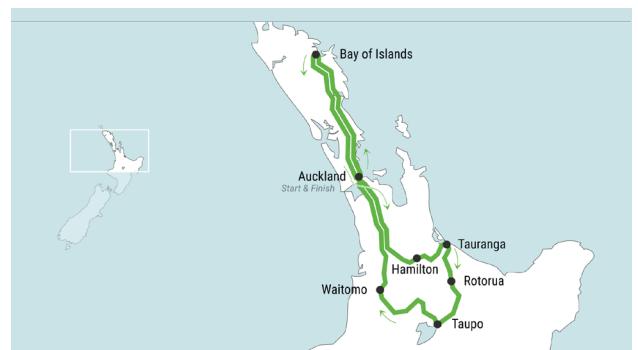 Bay of Islands
Auckland
Start & Finish
Tauranga
Hamilton
Rotorua
Waitomo
Taupo